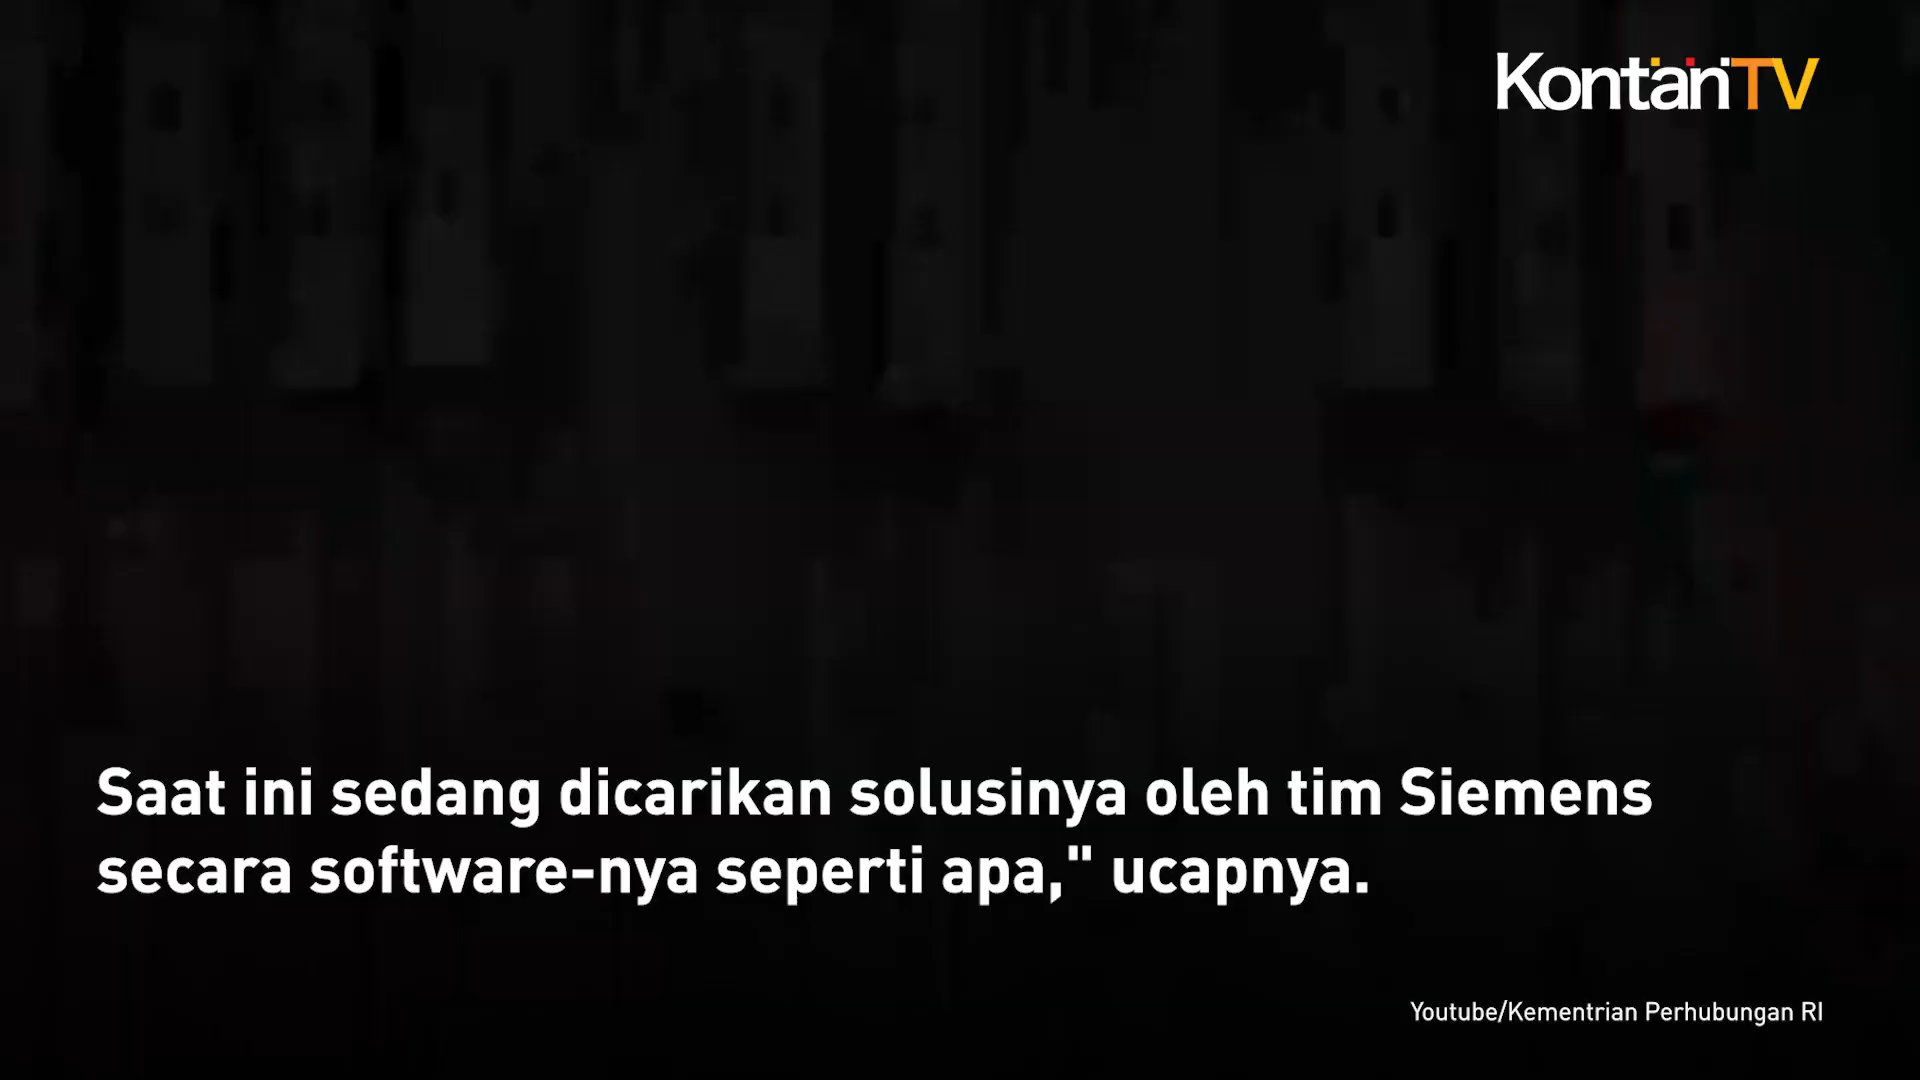 KontanTV
Saat ini sedang dicarikan solusinya oleh tim Siemens
secara software-nya seperti apa," ucapnya.
Youtube/Kementrian Perhubungan RI